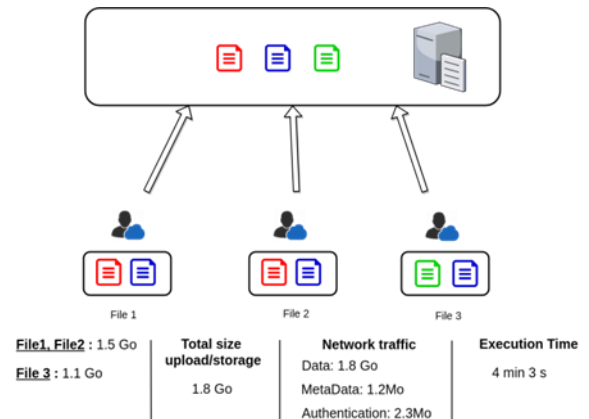 File 1
File 2
File 3
File1, File2 : 1.5 Go
File 3 : 1.1 Go
Total size
upload/storage
1.8 Go
Network traffic
Data: 1.8 Go
MetaData: 1.2Mo
Authentication: 2.3Mo
Execution Time
4 min 3 s